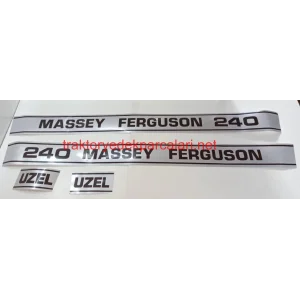 MASSEY FERGUSON 240
traktoryedekparcalari.net
240 MASSEY FERGUSON
UZEL UZEL